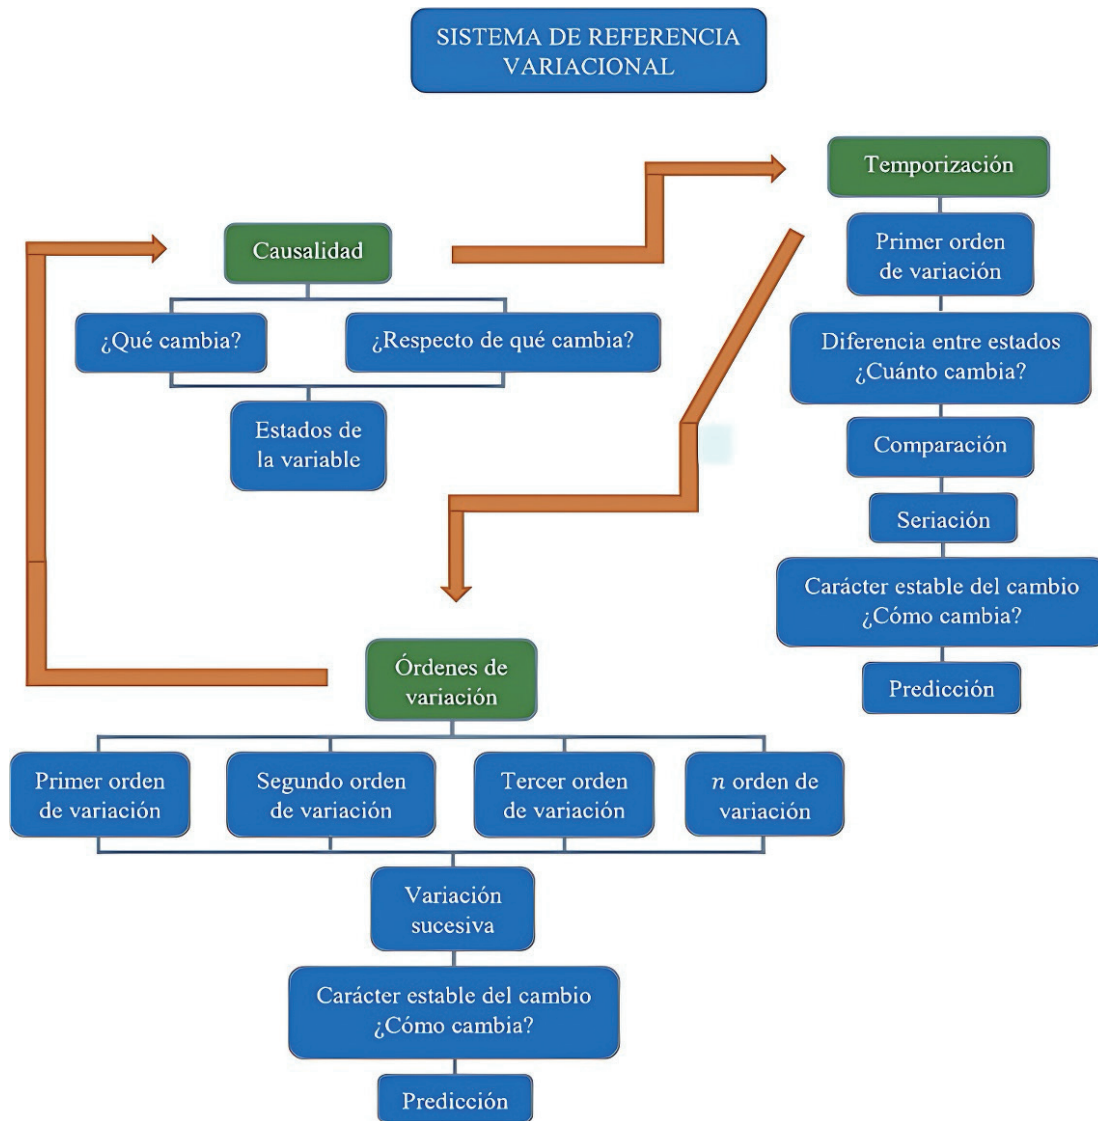 SISTEMA DE REFERENCIA
VARIACIONAL
Causalidad
¿Qué cambia?
¿Respecto de qué cambia?
Estados de
la variable
Temporización
Primer orden
de variación
Diferencia entre estados
¿Cuánto cambia?
Comparación
Seriación
Carácter estable del cambio
¿Cómo cambia?
Predicción
Órdenes de
variación
Primer orden
de variación
Segundo orden
de variación
Tercer orden
de variación
n orden de
variación
Variación
sucesiva
Carácter estable del cambio
¿Cómo cambia?
Predicción